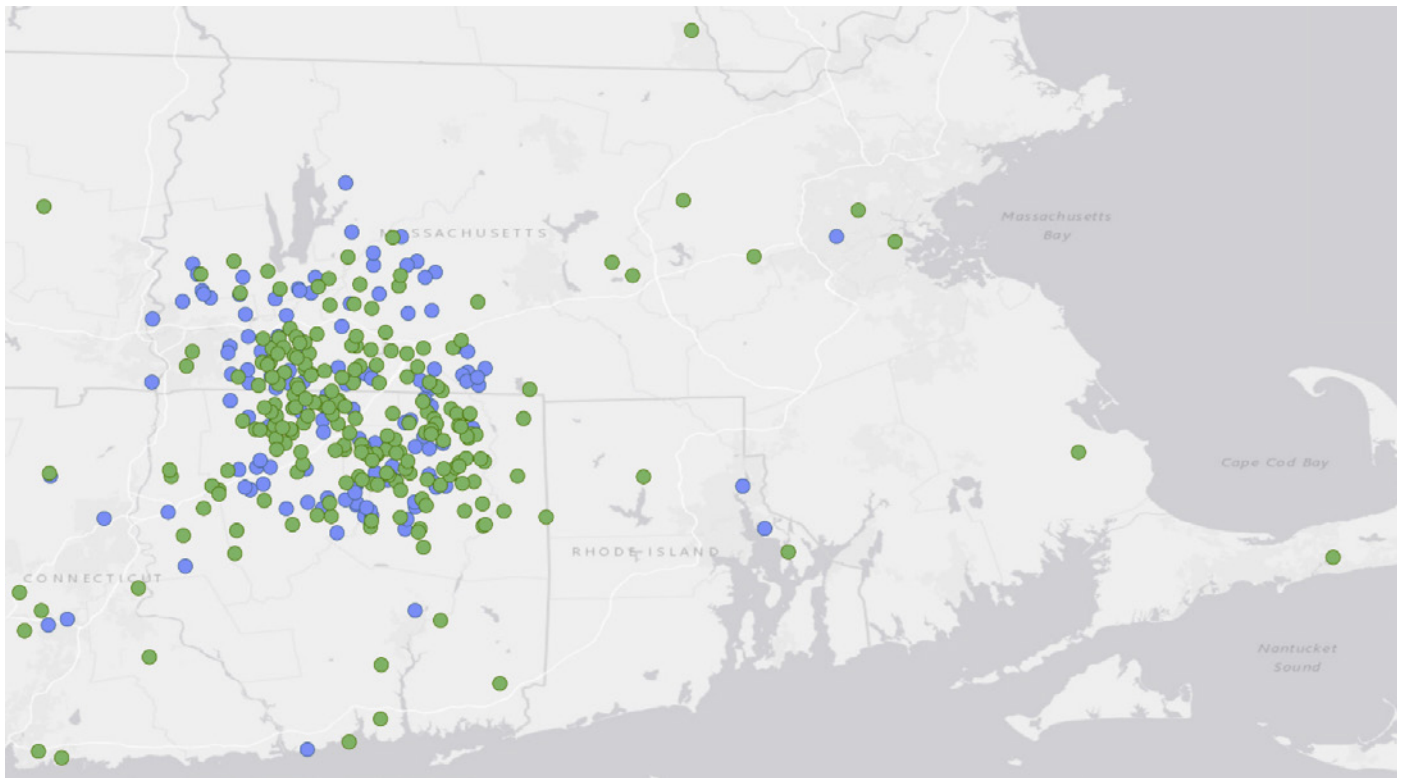 Massachusetts
Bay
MASSACHUSETTS
Cape Cod Bay
RHODE ISLAND
CONNECTICUT
Nantucket
Sound